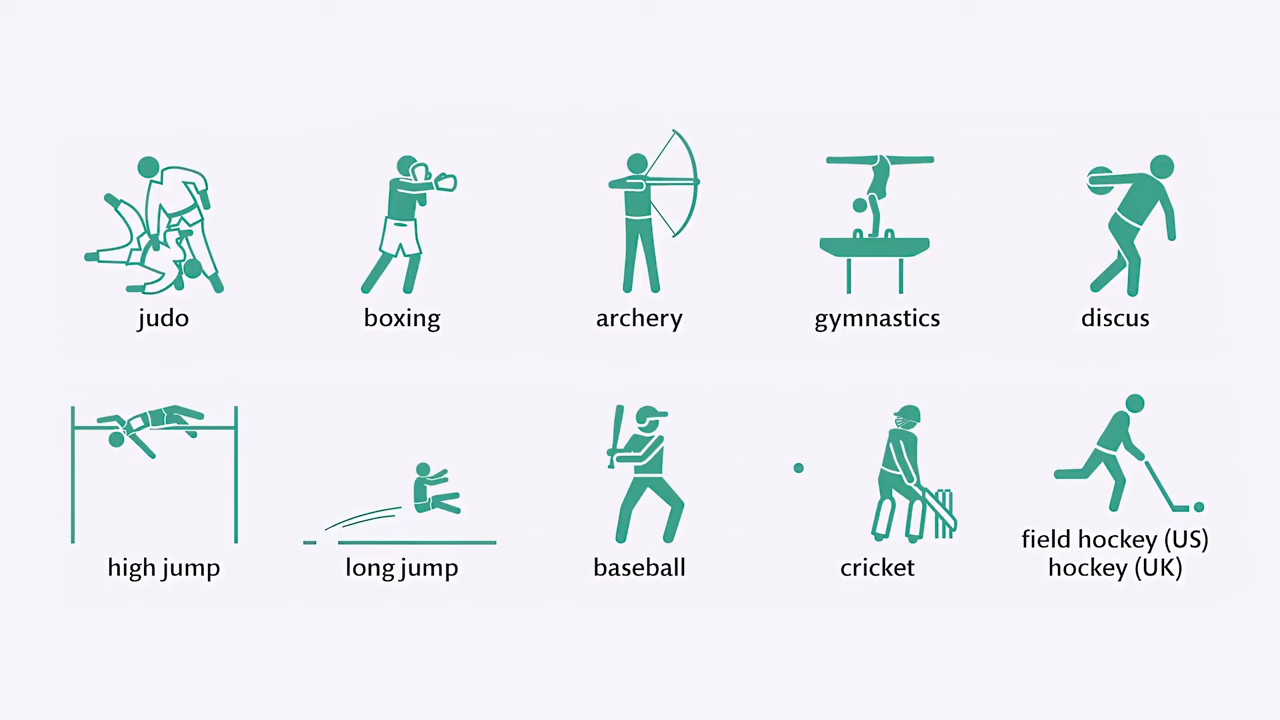 judo
boxing
archery
gymnastics
discus
high jump
long jump
baseball
cricket
field hockey (US)
hockey (UK)